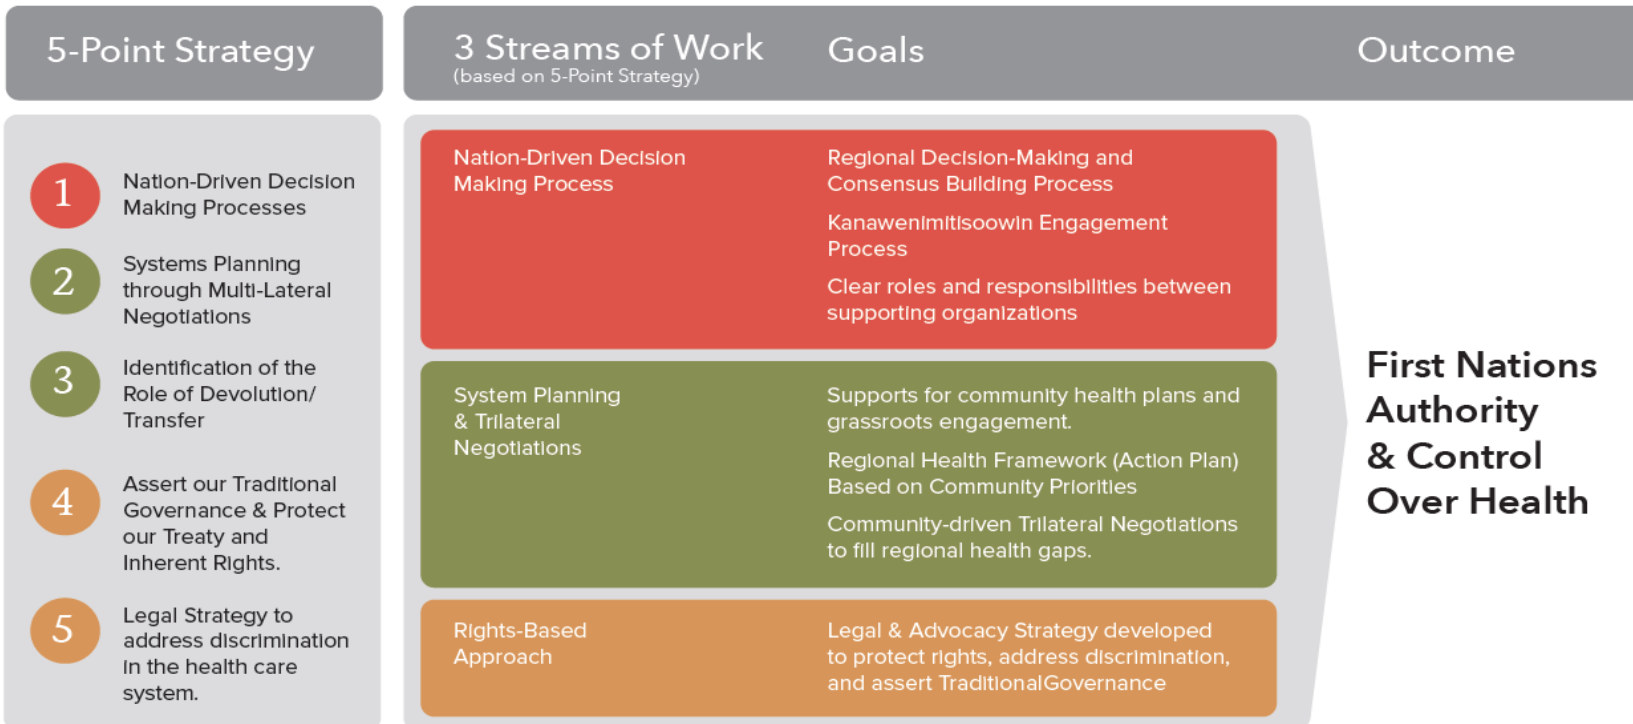 5-Point Strategy
3 Streams of Work
(based on 5-Point Strategy)
Goals
Outcome
1
Nation-Driven Decision
Making Processes
2
Systems Planning
through Multi-Lateral
Negotiations
3
Identification of the
Role of Devolution/
Transfer
4
Assert our Traditional
Governance & Protect
our Treaty and
Inherent Rights.
5
Legal Strategy to
address discrimination
in the health care
system.
Nation-Driven Decision
Making Process
Regional Decision-Making and
Consensus Building Process
Kanawenimitisoowin Engagement
Process
Clear roles and responsibilities between
supporting organizations
System Planning
& Trilateral
Negotiations
Supports for community health plans and
grassroots engagement.
Regional Health Framework (Action Plan)
Based on Community Priorities
Community-driven Trilateral Negotiations
to fill regional health gaps.
Rights-Based
Approach
Legal & Advocacy Strategy developed
to protect rights, address discrimination,
and assert TraditionalGovernance
First Nations
Authority
& Control
Over Health